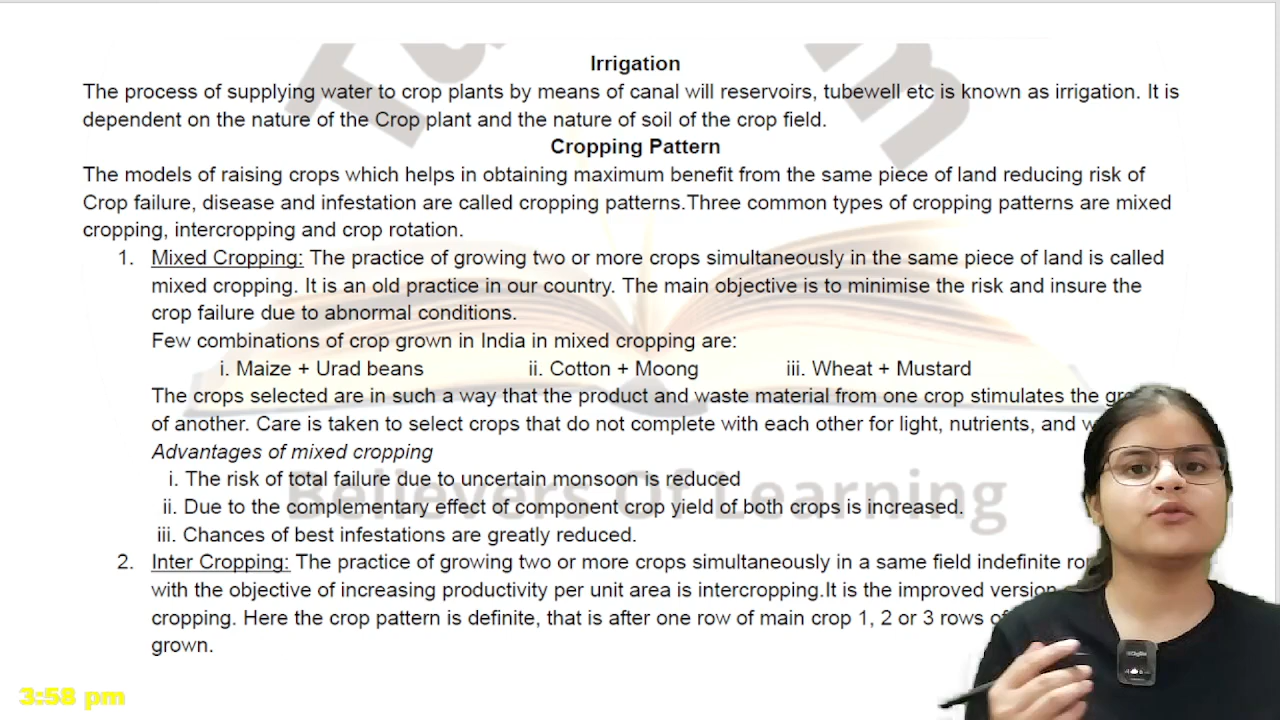 Irrigation
The process of supplying water to crop plants by means of canal will reservoirs, tubewell etc is known as irrigation. It is
dependent on the nature of the Crop plant and the nature of soil of the crop field.
Cropping Pattern
The models of raising crops which helps in obtaining maximum benefit from the same piece of land reducing risk of
Crop failure, disease and infestation are called cropping patterns.Three common types of cropping patterns are mixed
cropping, intercropping and crop rotation.
1. Mixed Cropping: The practice of growing two or more crops simultaneously in the same piece of land is called
mixed cropping. It is an old practice in our country. The main objective is to minimise the risk and insure the
crop failure due to abnormal conditions.
Few combinations of crop grown in India in mixed cropping are:
i. Maize + Urad beans ii. Cotton + Moong iii. Wheat + Mustard
The crops selected are in such a way that the product and waste material from one crop stimulates the
of another. Care is taken to select crops that do not complete with each other for light, nutrients, and
Advantages of mixed cropping
i. The risk of total failure due to uncertain monsoon is reduced
ii. Due to the complementary effect of component crop yield of both crops is increased.
iii. Chances of best infestations are greatly reduced.
Believers Of Learning
2. Inter Cropping: The practice of growing two or more crops simultaneously in a same field indefinite
with the objective of increasing productivity per unit area is intercropping.It is the improved version
cropping. Here the crop pattern is definite, that is after one row of main crop 1, 2 or 3 rows
grown.
3:58 pm